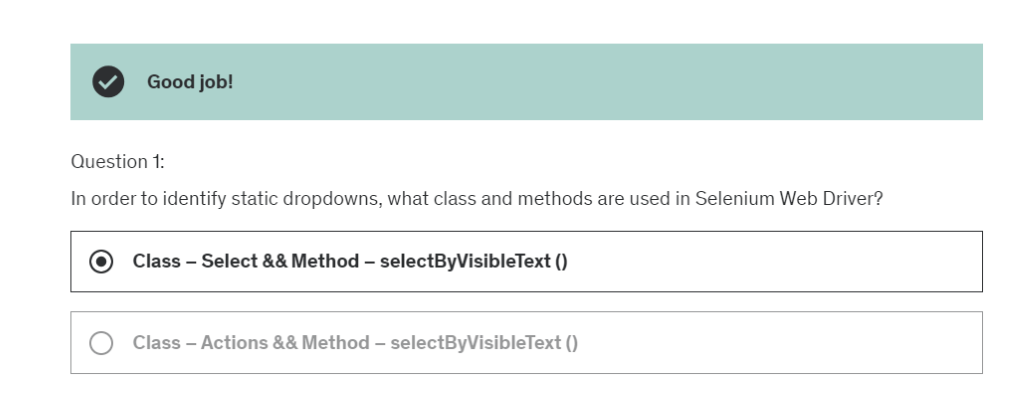 Good job!
Question 1:
In order to identify static dropdowns, what class and methods are used in Selenium Web Driver?
Class – Select && Method – selectByVisibleText ()
Class – Actions && Method – selectByVisibleText ()